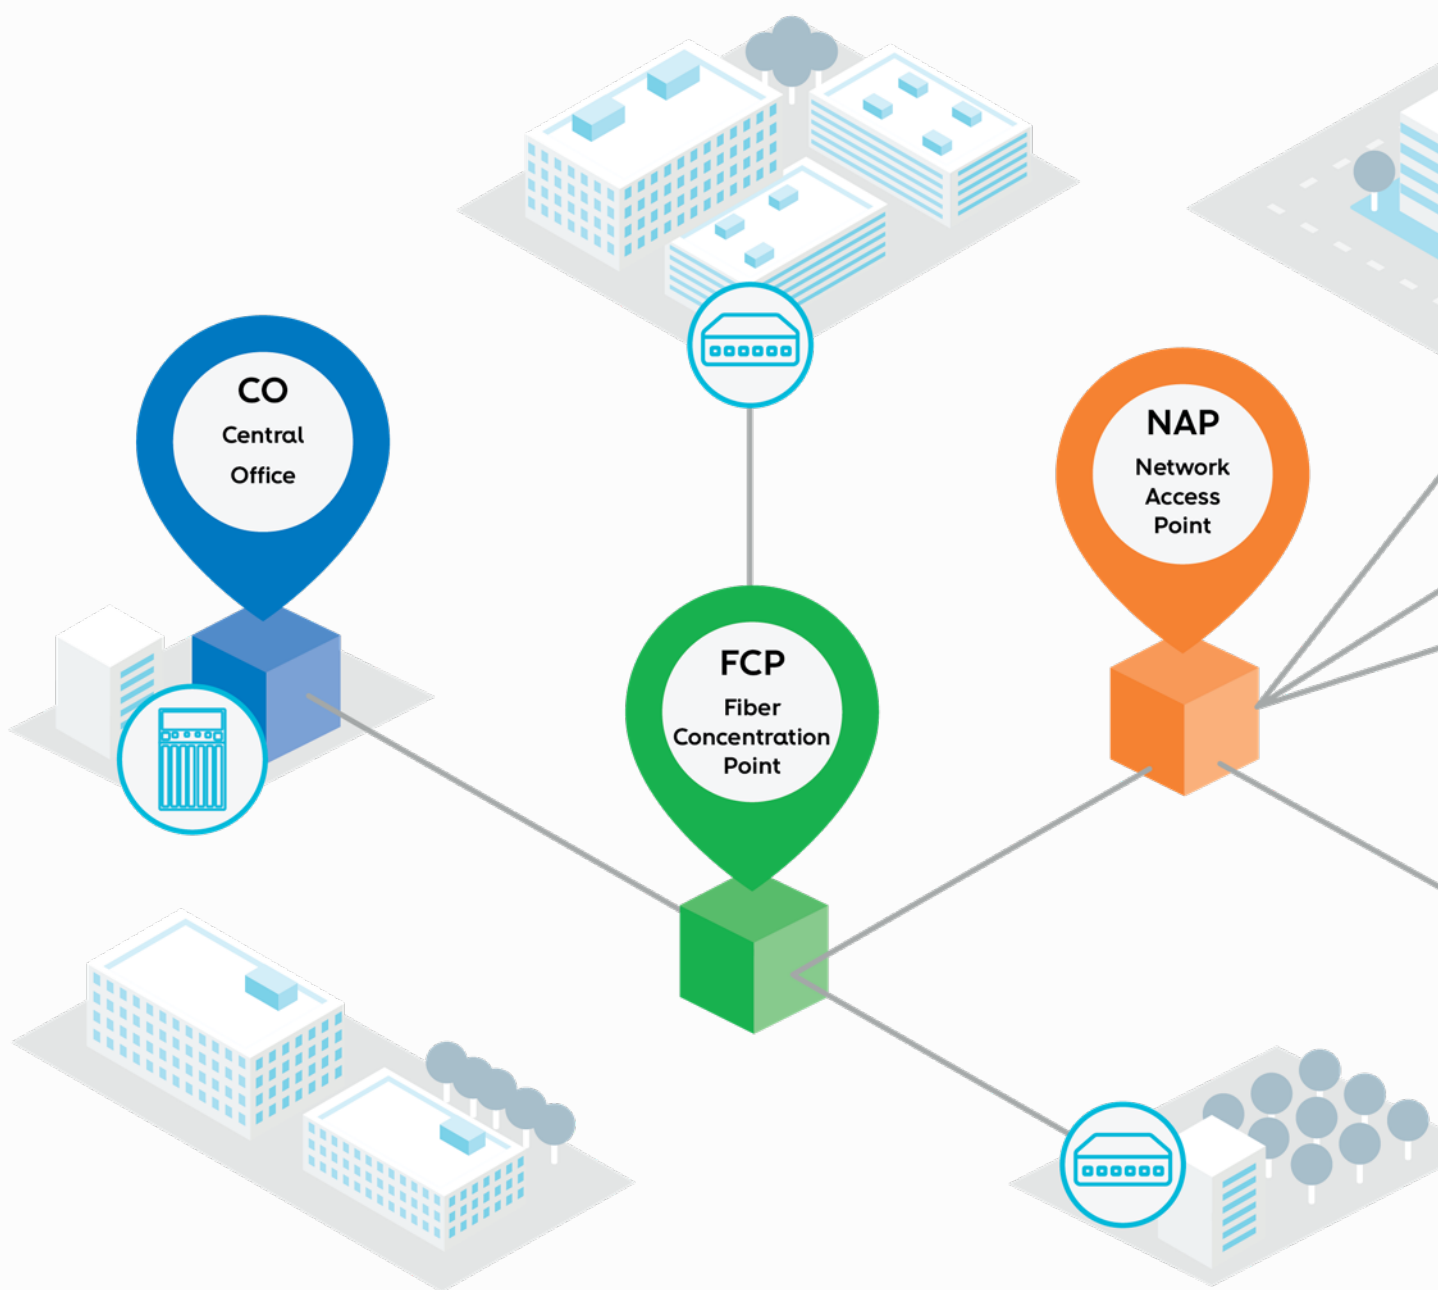 CO
Central
Office
NAP
Network
Access
Point
FCP
Fiber
Concentration
Point